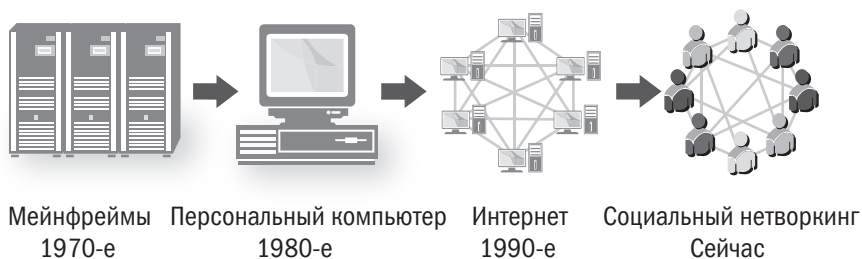 Мейнфреймы Персональный компьютер Интернет Социальный нетворкинг
1970-е 1980-е 1990-е Сейчас